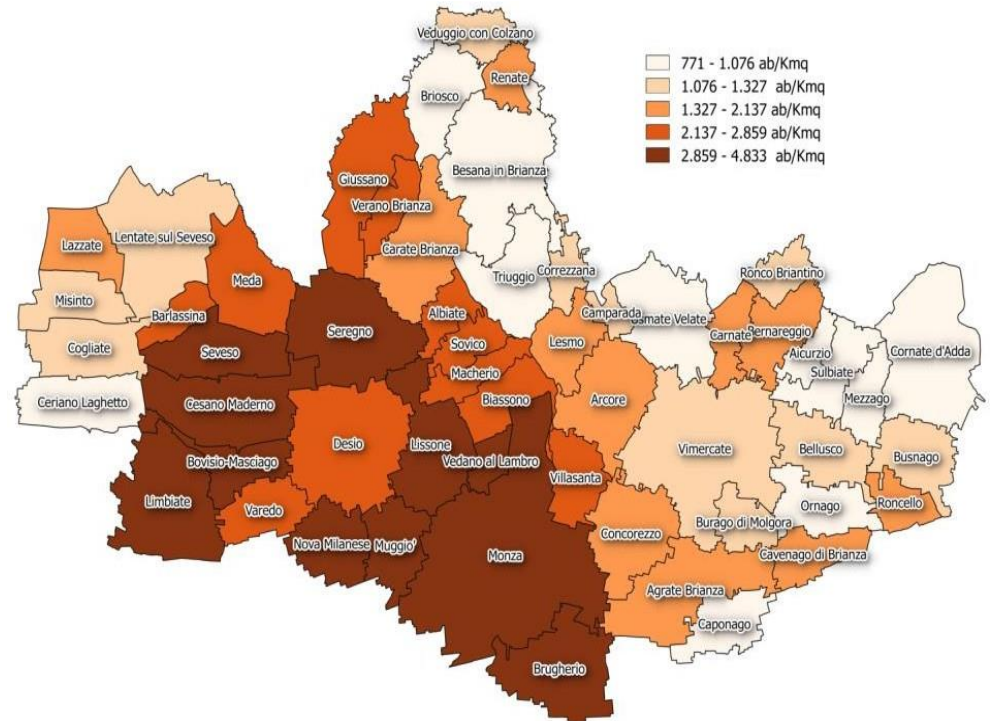 Veduggio con Colzano
Renate
Briosco
771 - 1.076 ab/Kmq
1.076 - 1.327 ab/Kmq
1.327 - 2.137 ab/Kmq
2.137 - 2.859 ab/Kmq
2.859 - 4.833 ab/Kmq
Besana in Brianza
Giussano
Verano Brianza
Lazzate
Lentate sul Seveso
Carate Brianza
Meda
Triuggio
Correzzana
Ronco Briantino
Misinto
Barlassina
Albiate
Camparada
Usmate Velate
Seregno
Carnate
Bernareggio
Cogliate
Seveso
Sovico
Lesmo
Aicurzio
Cornate d'Adda
Sulbiate
Macherio
Ceriano Laghetto
Cesano Maderno
Biassono
Arcore
Mezzago
Desio
Lissone
Vimercate
Bellusco
Busnago
Bovisio-Masciago
Vedano al Lambro
Limbiate
Villasanta
Varedo
Ornago
Roncello
Burago di Molgora
Concorezzo
Nova Milanese
Muggio'
Monza
Cavenago di Brianza
Agrate Brianza
Caponago
Brugherio